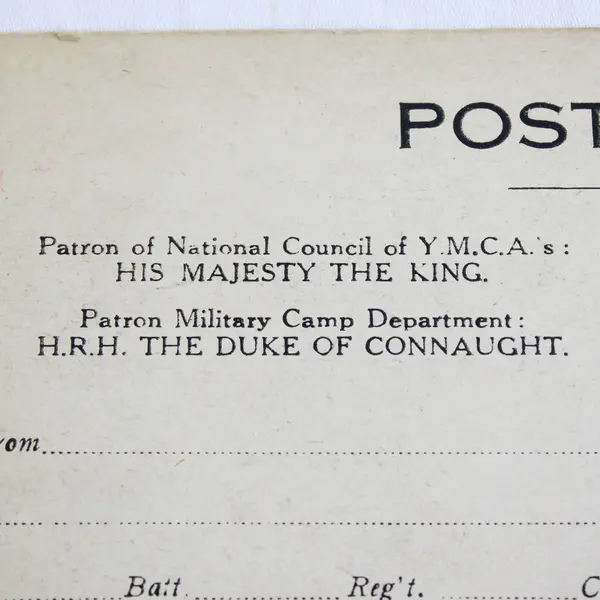 POST
Patron of National Council of Y.M.C.A.'s:
HIS MAJESTY THE KING.
Patron Military Camp Department:
H.R.H. THE DUKE OF CONNAUGHT.
rom
Batt. Reg't. C